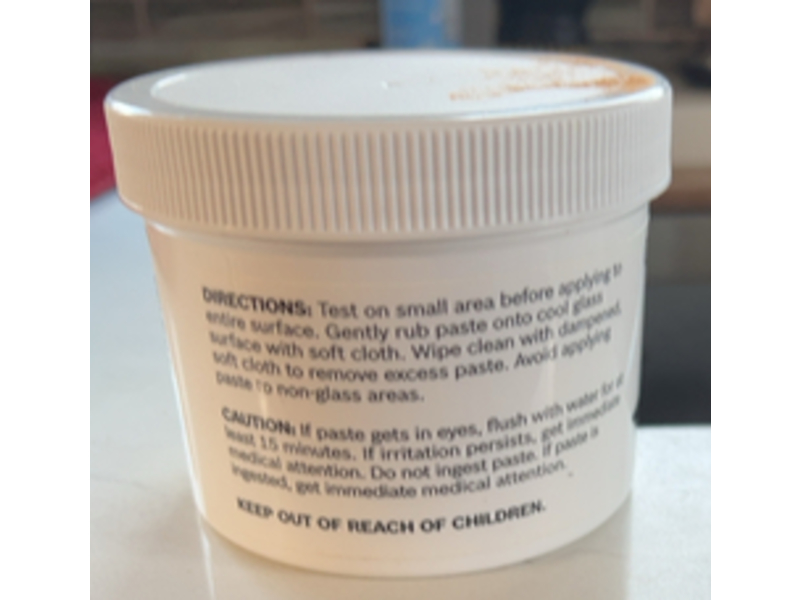 DIRECTIONS: Test on small area before applying to
entire surface. Gently rub paste onto cool glass
surface with soft cloth. Wipe clean with dampened,
soft cloth to remove excess paste. Avoid applying
paste to non-glass areas.
CAUTION: If paste gets in eyes, flush with water for at
least 15 minutes. If irritation persists, get immediate
medical attention. Do not ingest paste. If paste is
ingested, get immediate medical attention.
KEEP OUT OF REACH OF CHILDREN.